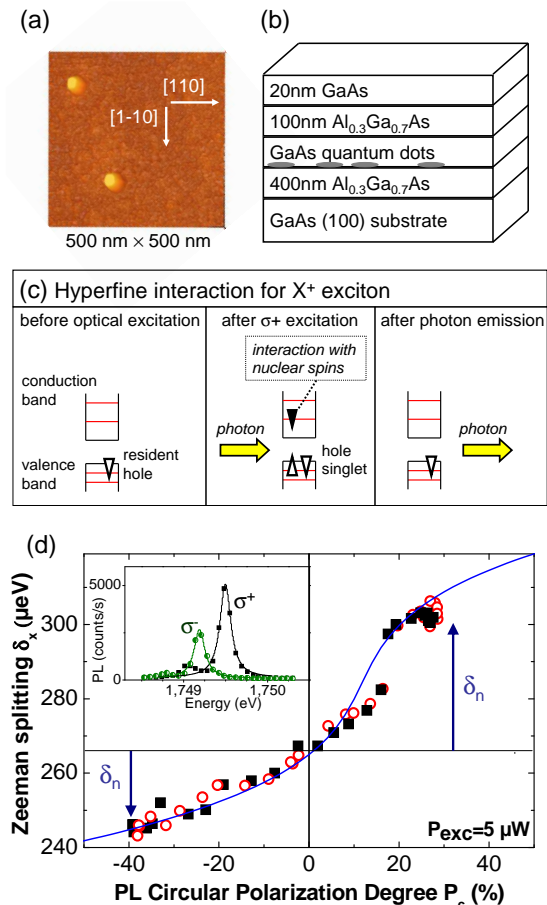 (a)
[110]
[1-10]
500 nm × 500 nm
(b)
20nm GaAs
100nm Al0.3Ga0.7As
GaAs quantum dots
400nm Al0.3Ga0.7As
GaAs (100) substrate
(c) Hyperfine interaction for X+ exciton
before optical excitation
after σ+ excitation
after photon emission
interaction with
nuclear spins
conduction
band
photon
photon
valence
band
resident
hole
hole
singlet
(d)
Zeeman splitting δx (µeV)
300
280
260
240
PL (counts/s)
5000
0
σ-
σ+
1,749
1,750
Energy (eV)
δn
δn
Pexc=5 µW
-40
-20
0
20
40
PL Circular Polarization Degree Pc (%)